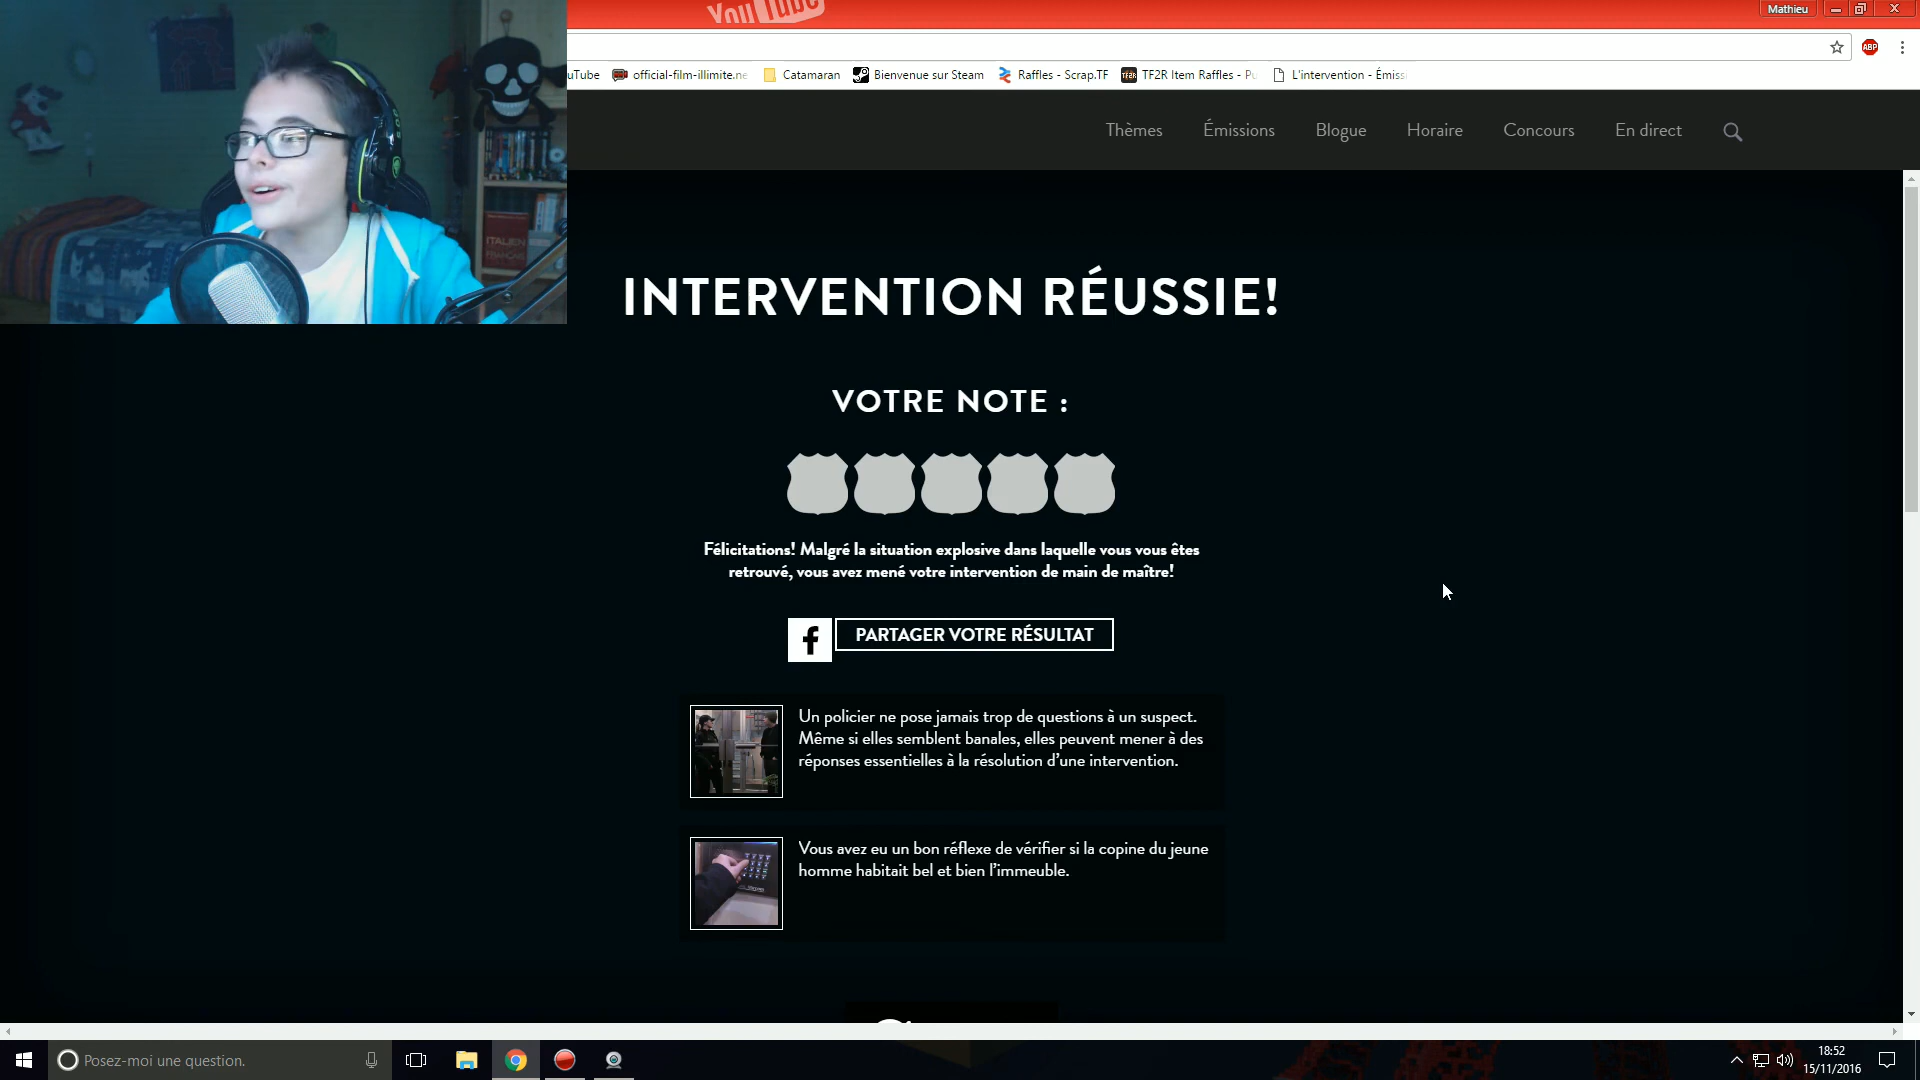 YouTube
Mathieu
uTube
official-film-illimite.ne
Catamaran
Bienvenue sur Steam
Raffles - Scrap.TF
TF2R Item Raffles - Pu
L'intervention - Émiss
ABP
Thèmes
Émissions
Blogue
Horaire
Concours
En direct
ITALIEN
FRANÇAIS
INTERVENTION RÉUSSIE!
VOTRE NOTE :
Félicitations! Malgré la situation explosive dans laquelle vous vous êtes
retrouvé, vous avez mené votre intervention de main de maître!
f
PARTAGER VOTRE RÉSULTAT
Un policier ne pose jamais trop de questions à un suspect.
Même si elles semblent banales, elles peuvent mener à des
réponses essentielles à la résolution d'une intervention.
Vous avez eu un bon réflexe de vérifier si la copine du jeune
homme habitait bel et bien l'immeuble.
Posez-moi une question.
18:52
15/11/2016